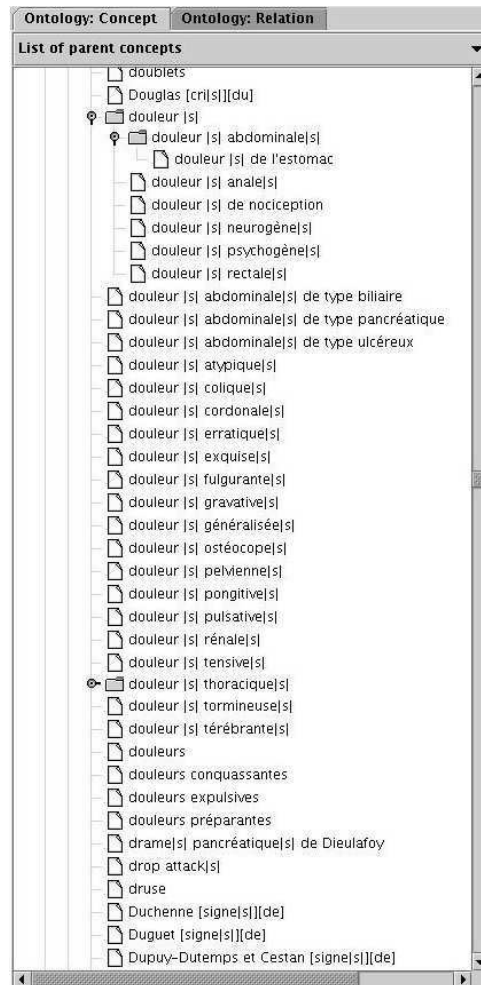 Ontology: Concept Ontology: Relation
List of parent concepts
doublets
Douglas [cri|s|][du]
douleur |s|
douleur |s| abdominale|s|
douleur |s| de l'estomac
douleur |s| anale|s|
douleur |s| de nociception
douleur |s| neurogène|s|
douleur |s| psychogène|s|
douleur |s| rectale|s|
douleur |s| abdominale|s| de type biliaire
douleur |s| abdominale|s| de type pancréatique
douleur |s| abdominale|s| de type ulcéreux
douleur |s| atypique|s|
douleur |s| colique|s|
douleur |s| cordonale|s|
douleur |s| erratique|s|
douleur |s| exquise|s|
douleur |s| fulgurante|s|
douleur |s| gravative|s|
douleur |s| généralisée|s|
douleur |s| ostéocope|s|
douleur |s| pelvienne|s|
douleur |s| pongitive|s|
douleur |s| pulsative|s|
douleur |s| rénale|s|
douleur |s| tensive|s|
douleur |s| thoracique|s|
douleur |s| tormineuse|s|
douleur |s| térébrante|s|
douleurs
douleurs conquassantes
douleurs expulsives
douleurs préparantes
drame|s| pancréatique|s| de Dieulafoy
drop attack|s|
druse
Duchenne [signe|s|][de]
Duguet [signe|s|][de]
Dupuy-Dutemps et Cestan [signe|s|][de]